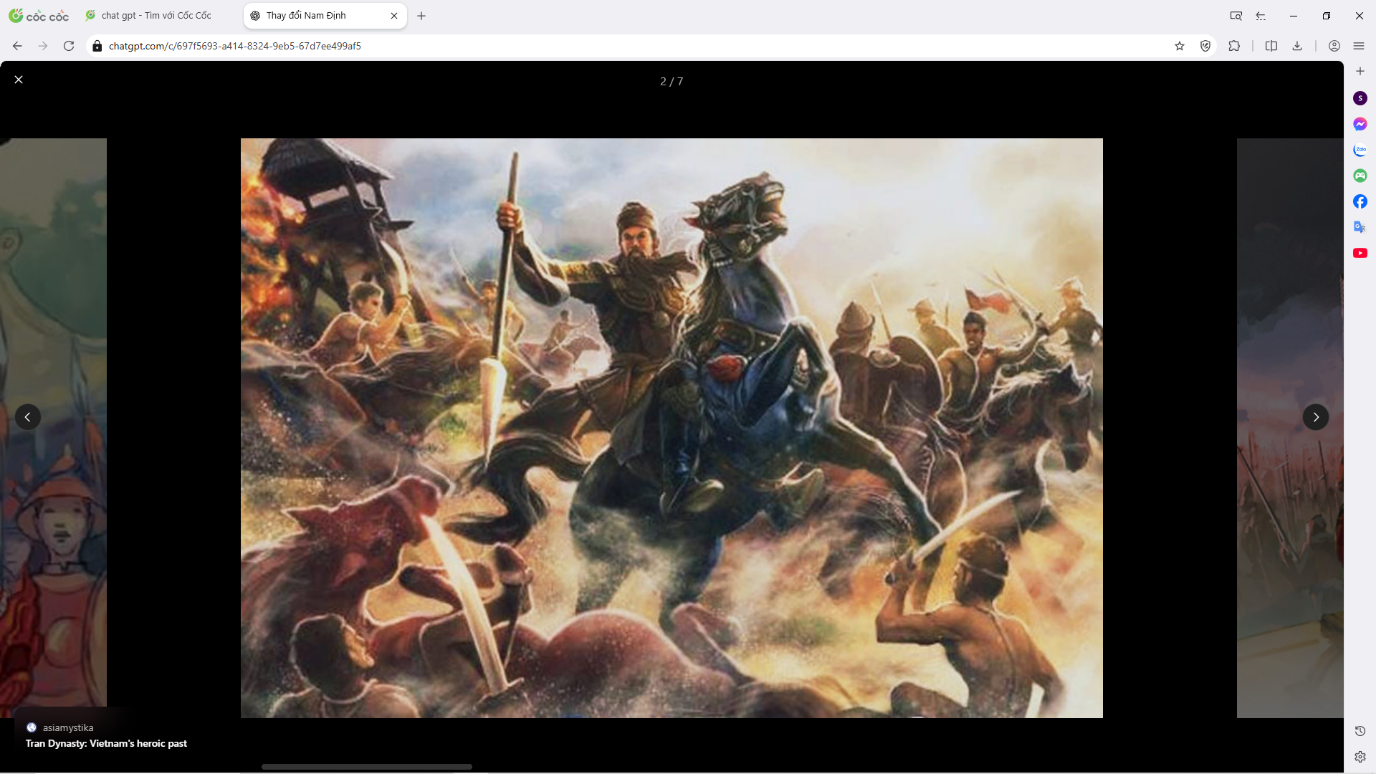 cốc cốc
chat gpt - Tìm với Cốc Cốc
Thay đổi Nam Định
chatgpt.com/c/697f5693-a414-8324-9eb5-67d7ee499af5
2 / 7
S
Zalo
asiamystika
Tran Dynasty: Vietnam's heroic past